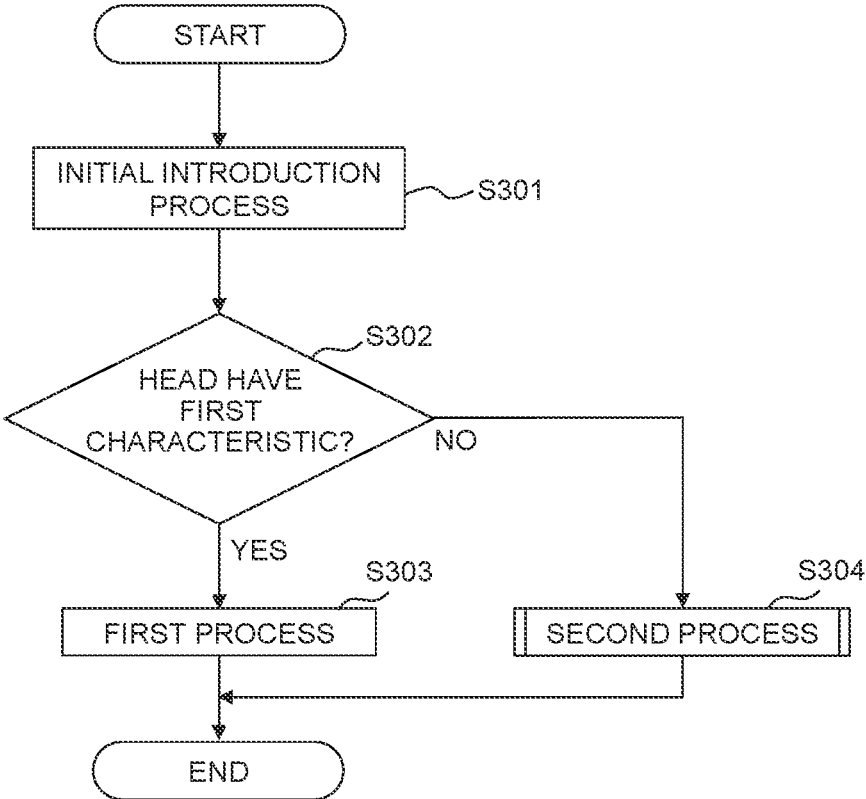 START
INITIAL INTRODUCTION
PROCESS
S301
S302
HEAD HAVE
FIRST
CHARACTERISTIC?
NO
YES
S303
S304
FIRST PROCESS
SECOND PROCESS
END